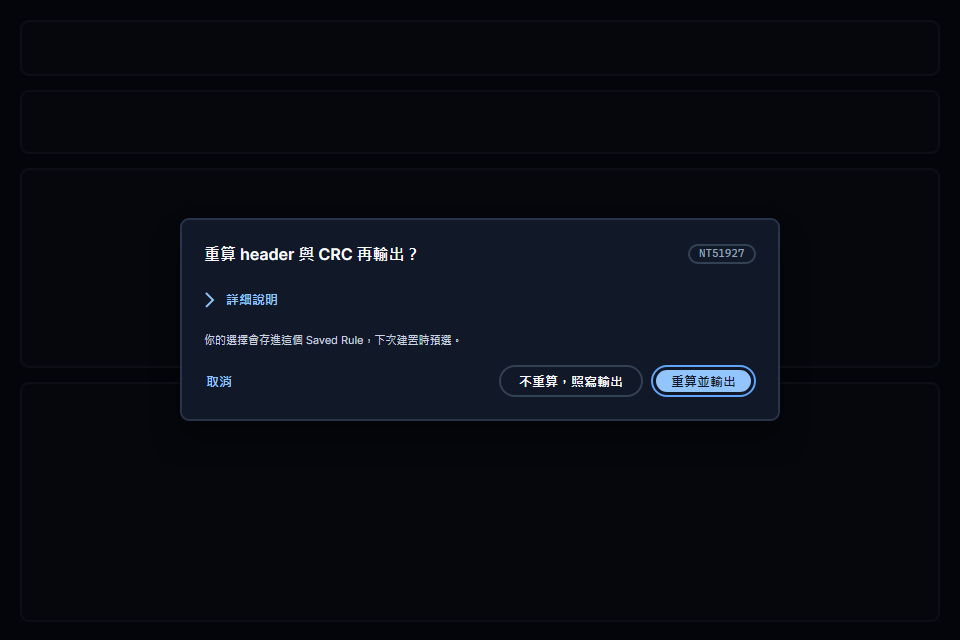 重算 header 與 CRC 再輸出？
NT51927
詳細說明
你的選擇會存進這個 Saved Rule，下次建置時預選。
取消
不重算，照寫輸出
重算並輸出